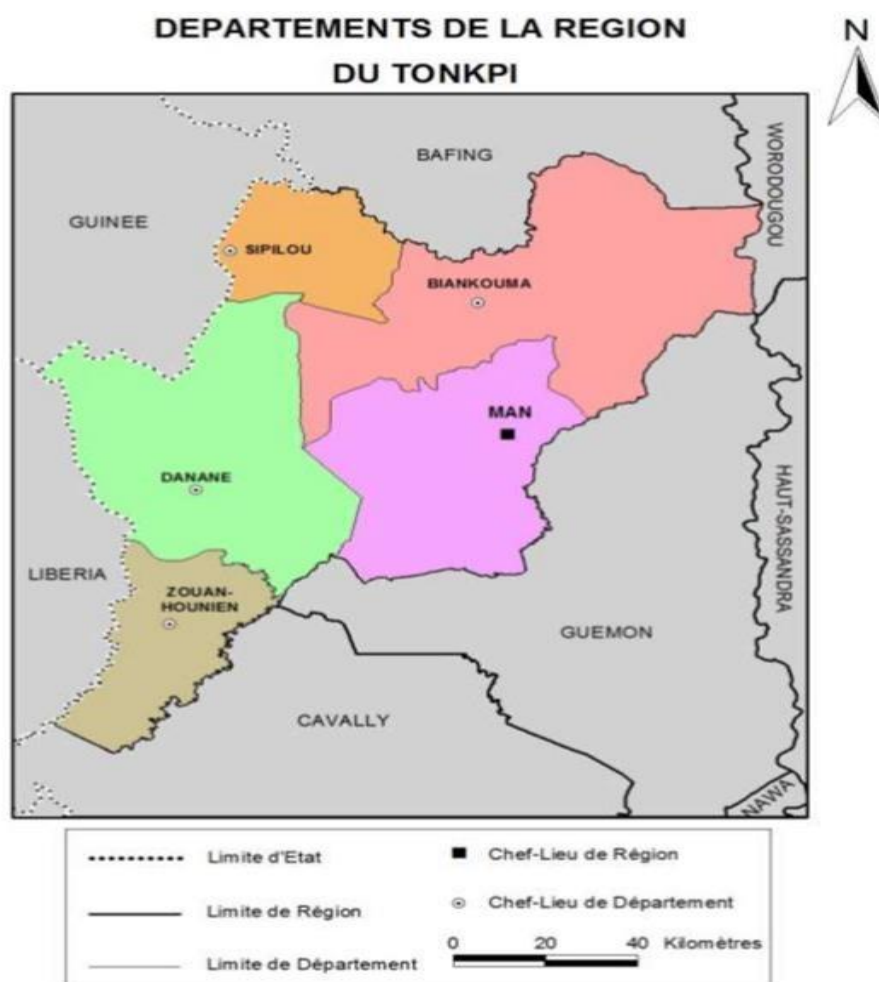 DEPARTEMENTS DE LA REGION
DU TONKPI
N
BAFING
WORODOUGOU
GUINEE
SIPILOU
BIANKOUMA
MAN
DANANE
HAUT-SASSANDRA
LIBERIA
ZOUAN-
HOUNIEN
GUEMON
CAVALLY
NAWA
Limite d'Etat
Chef-Lieu de Région
Limite de Région
Chef-Lieu de Département
0 20 40 Kilomètres
Limite de Département